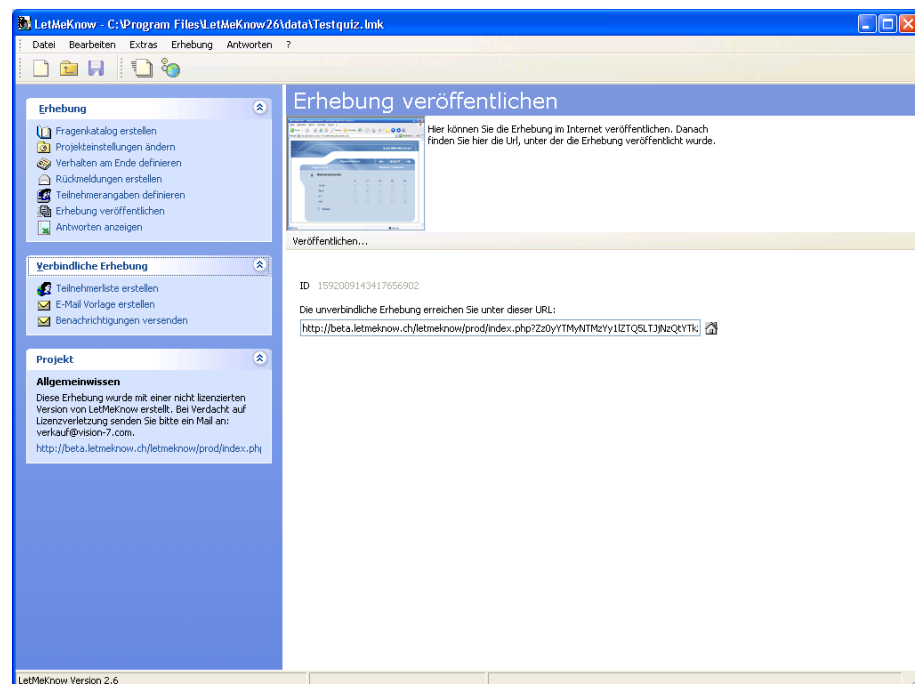 LetMeKnow - C:\Program Files\LetMeKnow26\data\Testquiz.lmk
Datei Bearbeiten Extras Erhebung Antworten ?
Erhebung
Fragenkatalog erstellen
Projekteinstellungen ändern
Verhalten am Ende definieren
Rückmeldungen erstellen
Teilnehmerangaben definieren
Erhebung veröffentlichen
Antworten anzeigen
Verbindliche Erhebung
Teilnehmerliste erstellen
E-Mail Vorlage erstellen
Benachrichtigungen versenden
Projekt
Allgemeinwissen
Diese Erhebung wurde mit einer nicht lizenzierten
Version von LetMeKnow erstellt. Bei Verdacht auf
Lizenzverletzung senden Sie bitte ein Mail an:
verkauf@vision-7.com.
http://beta.letmeknow.ch/letmeknow/prod/index.php
Erhebung veröffentlichen
Hier können Sie die Erhebung im Internet veröffentlichen. Danach
finden Sie hier die Url, unter der die Erhebung veröffentlicht wurde.
Veröffentlichen...
ID 1592009143417656902
Die unverbindliche Erhebung erreichen Sie unter dieser URL:
http://beta.letmeknow.ch/letmeknow/prod/index.php?Zz0yYTMyNTMzYy1lZTQ5LTJjNzQtYTk
LetMeKnow Version 2.6